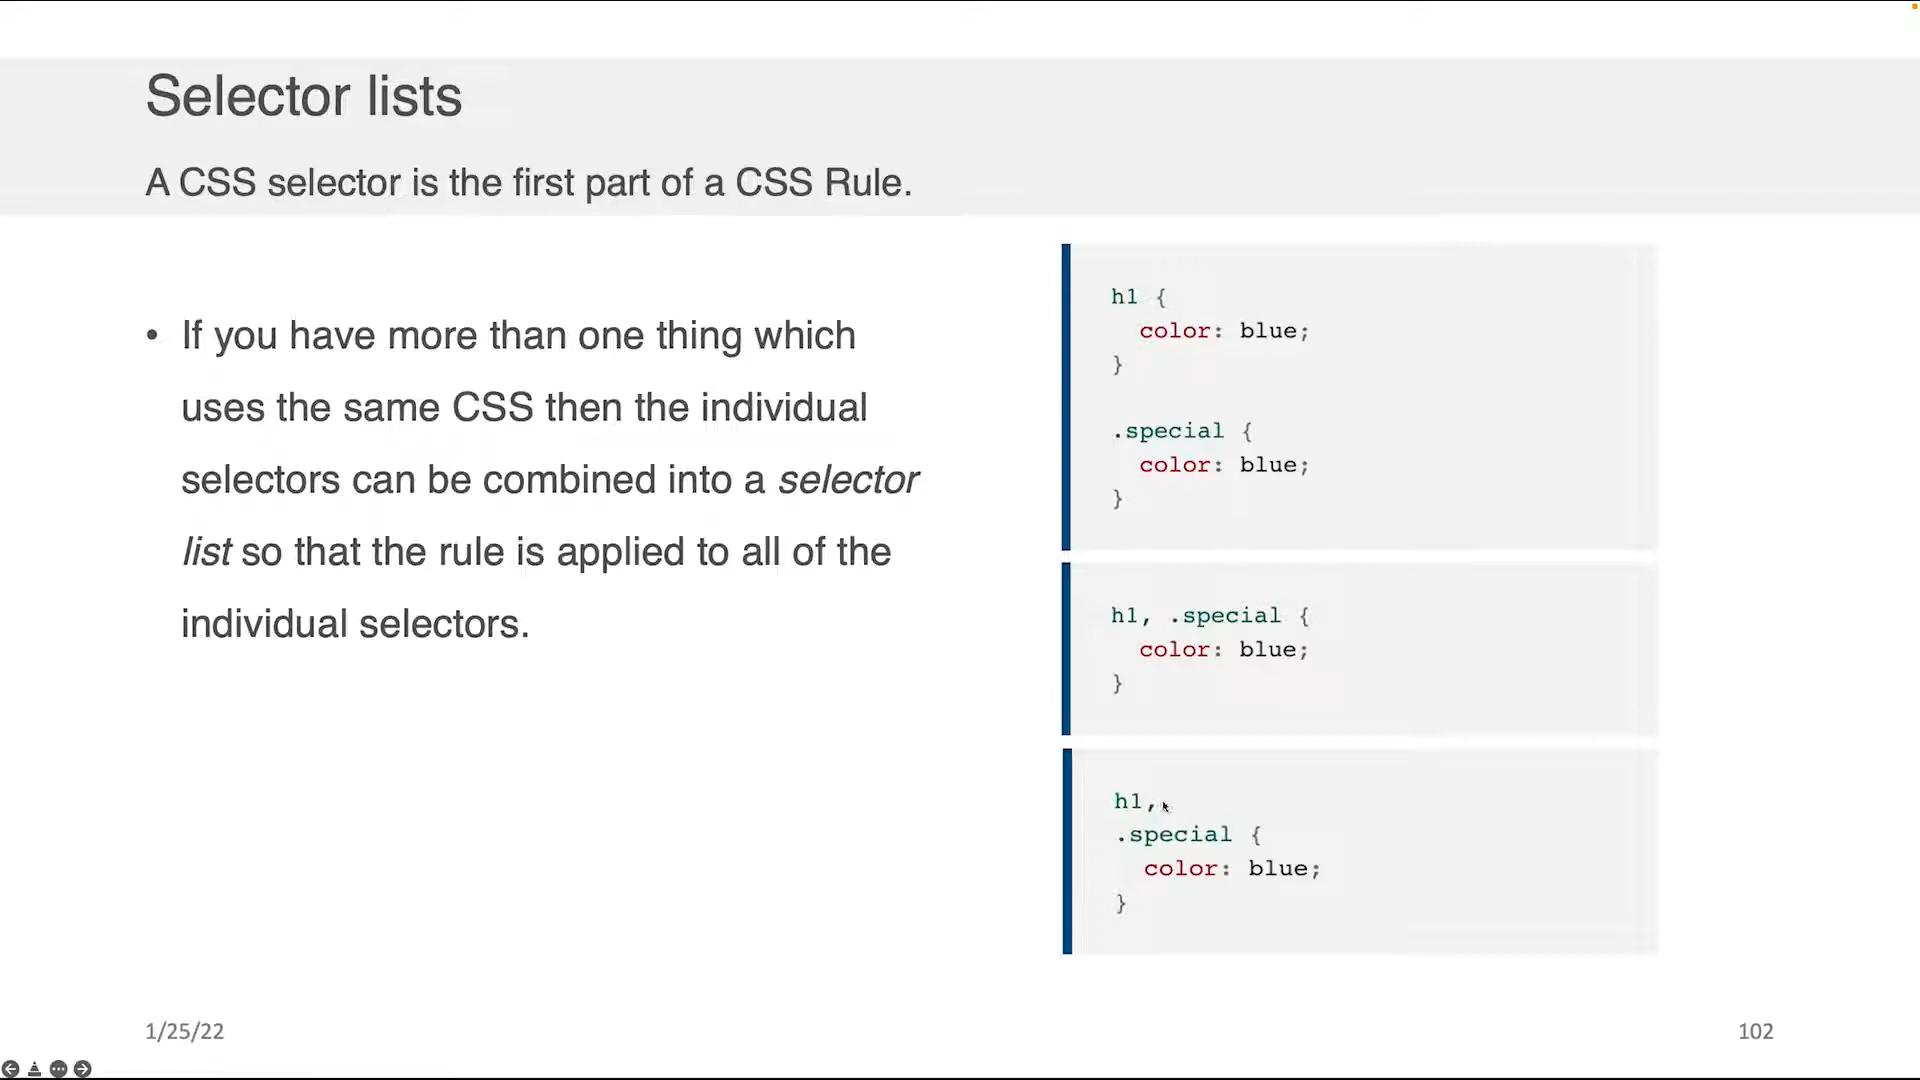 Selector lists
A CSS selector is the first part of a CSS Rule.
• If you have more than one thing which
uses the same CSS then the individual
selectors can be combined into a selector
list so that the rule is applied to all of the
individual selectors.
h1 {
  color: blue;
}

.special {
  color: blue;
}
h1, .special {
  color: blue;
}
h1,
.special {
  color: blue;
}
1/25/22
102